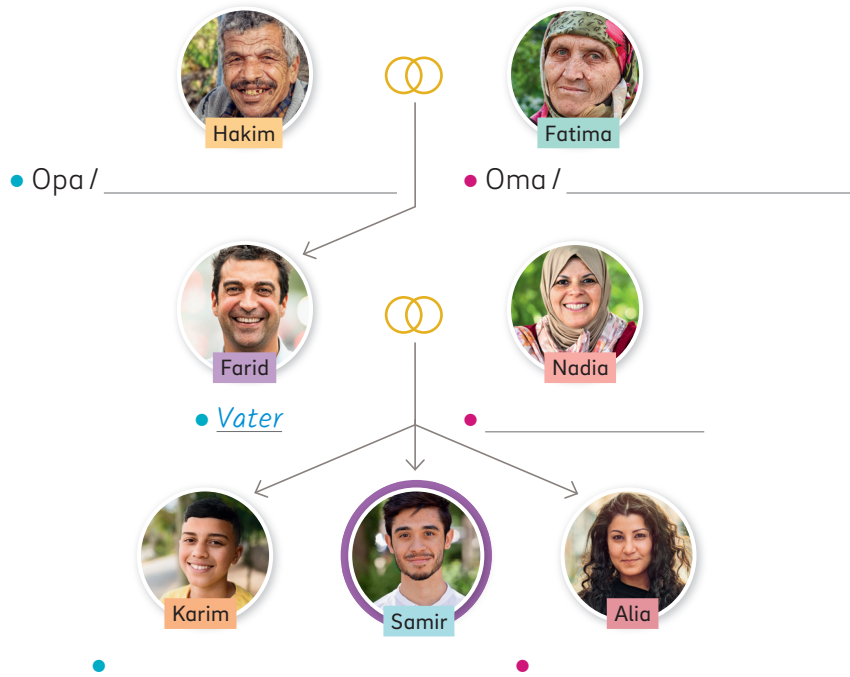 Hakim
Fatima
Opa / 
Oma / 
Farid
Nadia
Vater
Karim
Samir
Alia